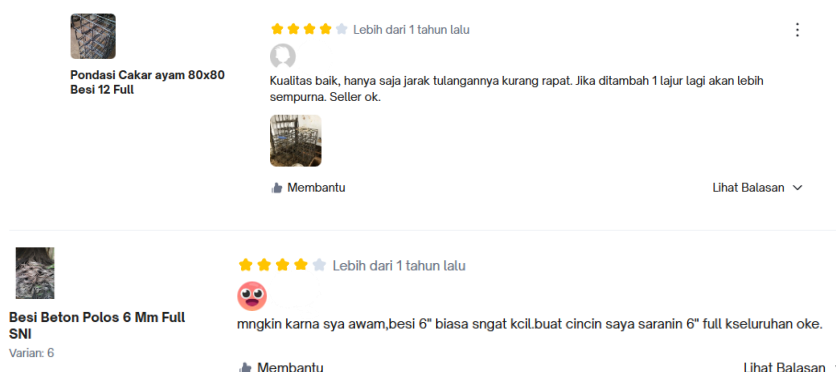 Lebih dari 1 tahun lalu
Pondasi Cakar ayam 80x80
Besi 12 Full
Kualitas baik, hanya saja jarak tulangannya kurang rapat. Jika ditambah 1 lajur lagi akan lebih
sempurna. Seller ok.
Membantu
Lihat Balasan
Lebih dari 1 tahun lalu
Besi Beton Polos 6 Mm Full
SNI
Varian: 6
mngkin karna sya awam,besi 6" biasa sngat kcil.buat cincin saya saranin 6" full kseluruhan oke.
Membantu
Lihat Balasan